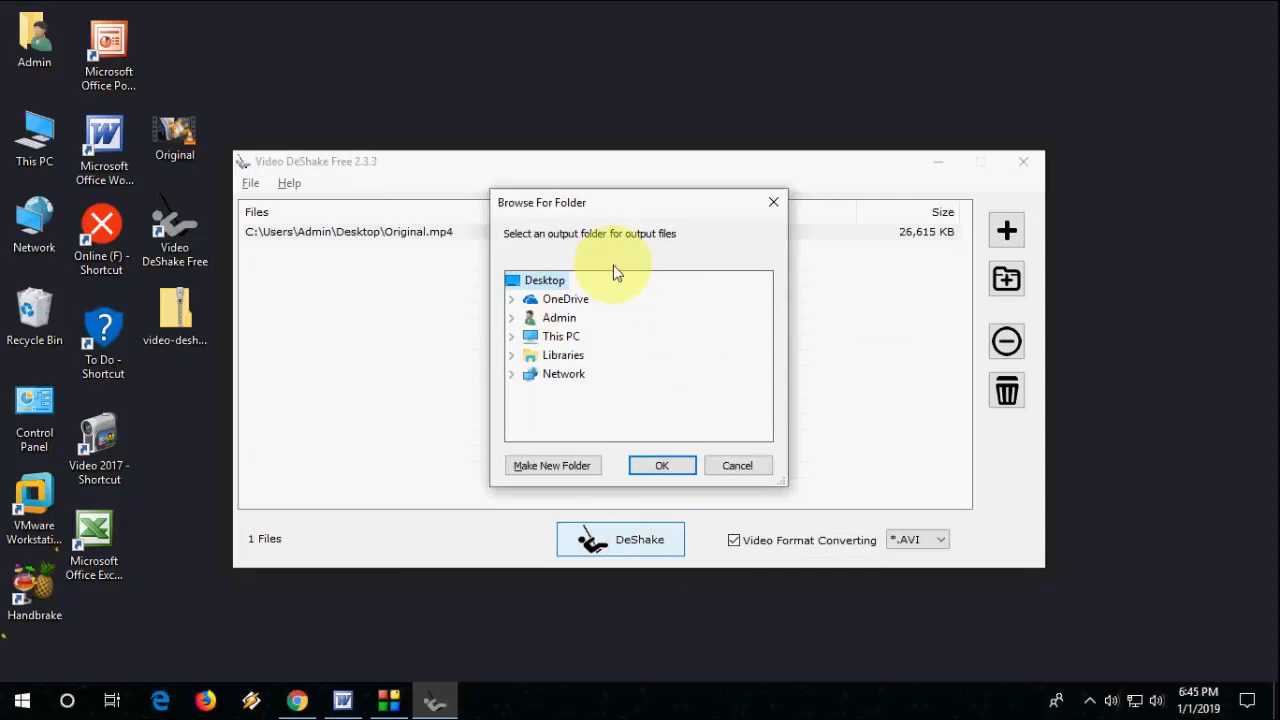 Admin
Microsoft
Office Po...
This PC
Microsoft
Office Wo...
Original
Network
Online (F) -
Shortcut
Video
DeShake Free
Recycle Bin
To Do -
Shortcut
video-desh...
Control
Panel
Video 2017 -
Shortcut
VMware
Workstati...
Microsoft
Office Exc...
Handbrake
Video DeShake Free 2.3.3
File Help
Files Size
C:\Users\Admin\Desktop\Original.mp4 26,615 KB
Browse For Folder
Select an output folder for output files
Desktop
OneDrive
Admin
This PC
Libraries
Network
Make New Folder OK Cancel
1 Files DeShake Video Format Converting *.AVI
6:45 PM
1/1/2019